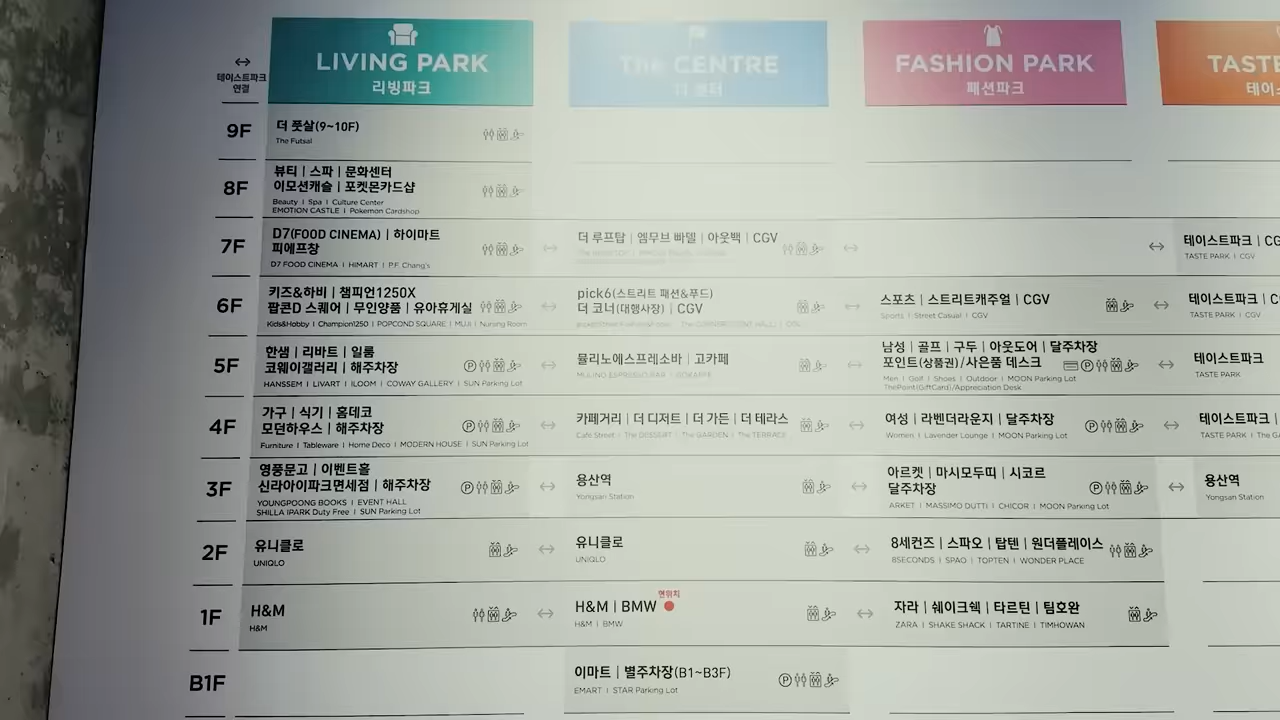 테이스트파크
연결
LIVING PARK
리빙파크
The CENTRE
더 센터
FASHION PARK
패션파크
TASTE
테이스
9F
더 풋살(9~10F)
The Futsal
8F
뷰티 | 스파 | 문화센터
이모션캐슬 | 포켓몬카드샵
Beauty | Spa | Culture Center
EMOTION CASTLE | Pokemon Cardshop
7F
D7(FOOD CINEMA) | 하이마트
피에프창
D7 FOOD CINEMA | HiMART | P.F. Chang's
더 루프탑 | 엠무브 빠델 | 아웃백 | CGV
테이스트파크 | CG
TASTE PARK | CGV
6F
키즈&하비 | 챔피언1250X
팝콘D 스퀘어 | 무인양품 | 유아휴게실
Kids&Hobby | Champion1250 | POPCOND SQUARE | MUJI | Nursing Room
pick6(스트리트 패션&푸드)
더 코너(대행사장) | CGV
스포츠 | 스트리트캐주얼 | CGV
Sports | Street Casual | CGV
테이스트파크 | C
TASTE PARK | CGV
5F
한샘 | 리바트 | 일룸
코웨이갤러리 | 해주차장
HANSSEM | LIVART | ILOOM | COWAY GALLERY | SUN Parking Lot
뮬리노에스프레소바 | 고카페
MULINO ESPRESSO BAR | GOKAFFE
남성 | 골프 | 구두 | 아웃도어 | 달주차장
포인트(상품권)/사은품 데스크
Men | Golf | Shoes | Outdoor | MOON Parking Lot
ThePoint(GiftCard)/Appreciation Desk
테이스트파크
TASTE PARK
4F
가구 | 식기 | 홈데코
모던하우스 | 해주차장
Furniture | Tableware | Home Deco | MODERN HOUSE | SUN Parking Lot
카페거리 | 더 디저트 | 더 가든 | 더 테라스
Café Street | The DESSERT | The GARDEN | The TERRACE
여성 | 라벤더라운지 | 달주차장
Women | Lavender Lounge | MOON Parking Lot
테이스트파크 |
TASTE PARK | The G
3F
영풍문고 | 이벤트홀
신라아이파크면세점 | 해주차장
YOUNGPOONG BOOKS | EVENT HALL
SHILLA IPARK Duty Free | SUN Parking Lot
용산역
Yongsan Station
아르켓 | 마시모두띠 | 시코르
달주차장
ARKET | MASSIMO DUTTI | CHICOR | MOON Parking Lot
용산역
Yongsan Station
2F
유니클로
UNIQLO
유니클로
UNIQLO
8세컨즈 | 스파오 | 탑텐 | 원더플레이스
8SECONDS | SPAO | TOPTEN | WONDER PLACE
1F
H&M
H&M
현위치
H&M | BMW
H&M | BMW
자라 | 쉐이크쉑 | 타르틴 | 팀호완
ZARA | SHAKE SHACK | TARTINE | TIMHOWAN
B1F
이마트 | 별주차장(B1~B3F)
EMART | STAR Parking Lot